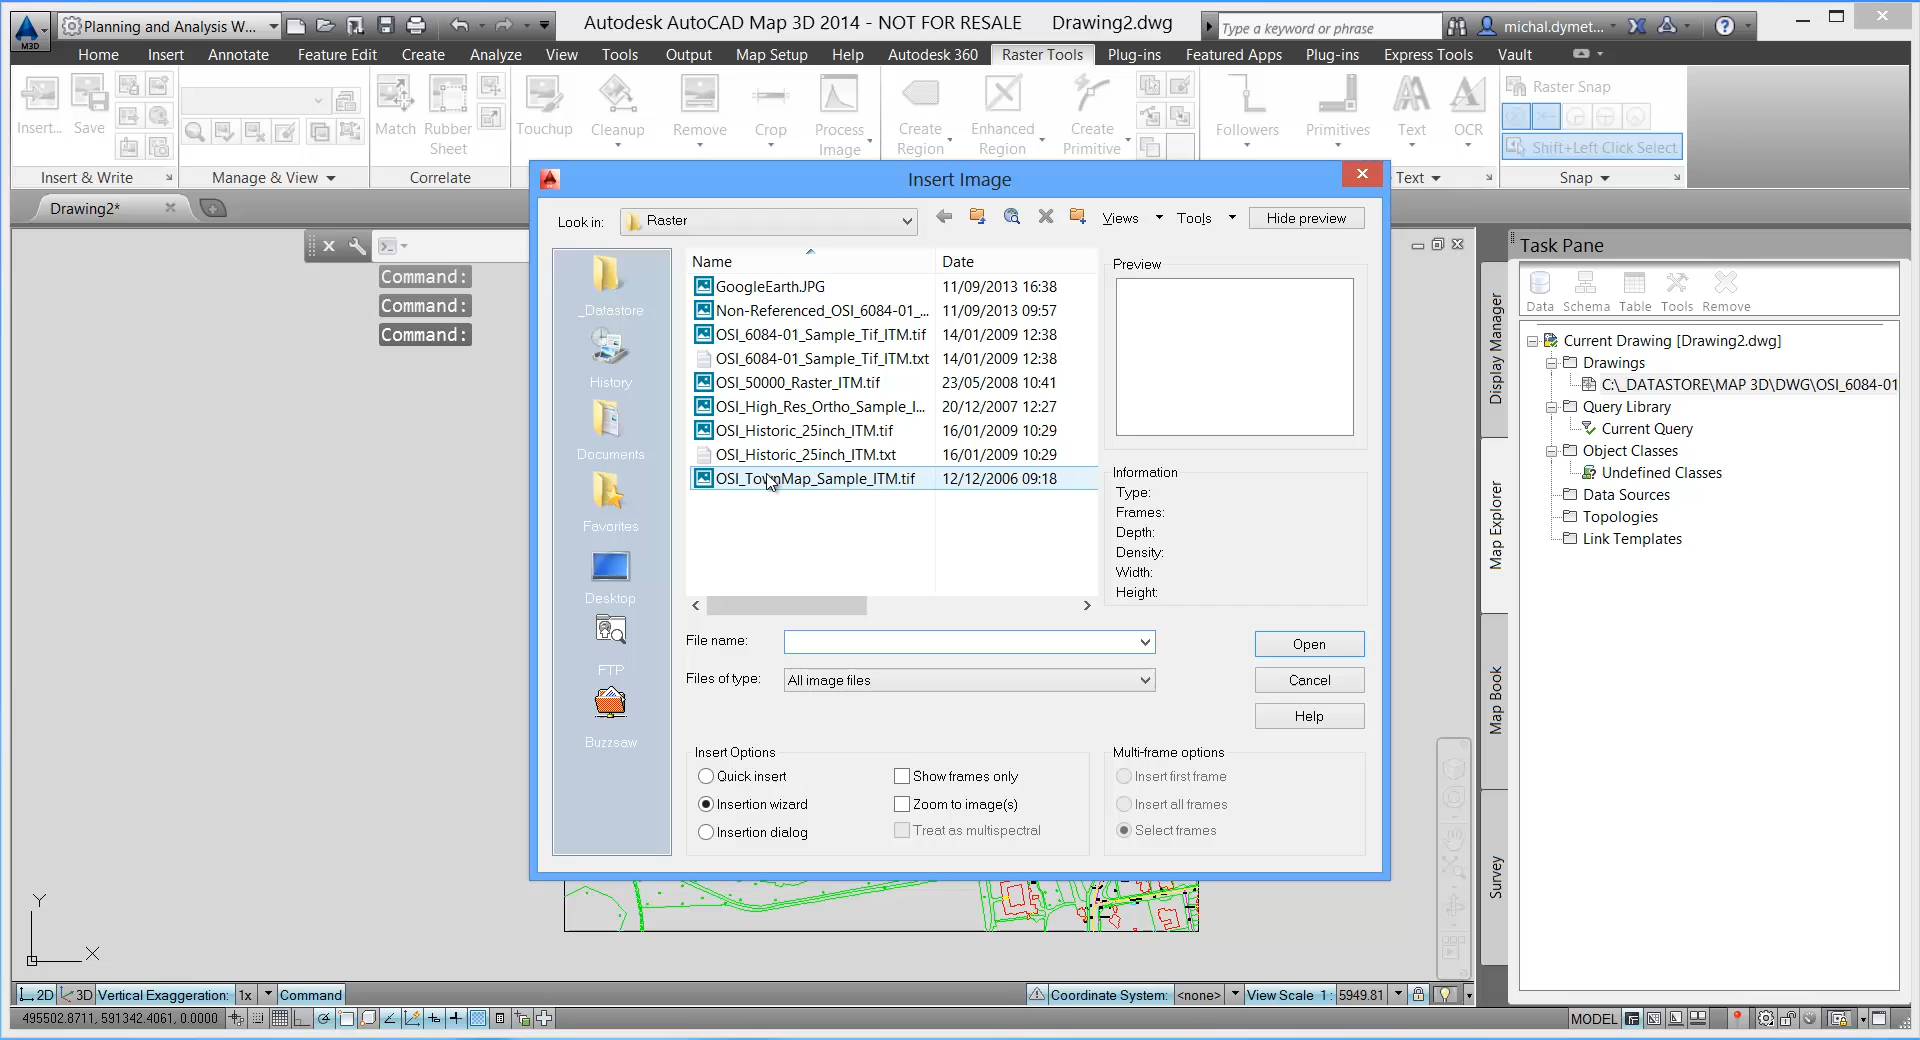 Planning and Analysis W...
Autodesk AutoCAD Map 3D 2014 - NOT FOR RESALE Drawing2.dwg
Type a keyword or phrase
michal.dymet...
M3D
Home Insert Annotate Feature Edit Create Analyze View Tools Output Map Setup Help Autodesk 360 Raster Tools Plug-ins Featured Apps Plug-ins Express Tools Vault
Insert... Save Match Rubber Sheet Touchup Cleanup Remove Crop Process Image Create Region Enhanced Region Create Primitive Followers Primitives Text OCR
Raster Snap
Shift+Left Click Select
Insert & Write Manage & View Correlate Text Snap
Drawing2*
Command:
Command:
Command:
Insert Image
Look in: Raster Views Tools Hide preview
_Datastore
History
Documents
Favorites
Desktop
FTP
Buzzsaw
Name Date
GoogleEarth.JPG 11/09/2013 16:38
Non-Referenced_OSI_6084-01_... 11/09/2013 09:57
OSI_6084-01_Sample_Tif_ITM.tif 14/01/2009 12:38
OSI_6084-01_Sample_Tif_ITM.txt 14/01/2009 12:38
OSI_50000_Raster_ITM.tif 23/05/2008 10:41
OSI_High_Res_Ortho_Sample_I... 20/12/2007 12:27
OSI_Historic_25inch_ITM.tif 16/01/2009 10:29
OSI_Historic_25inch_ITM.txt 16/01/2009 10:29
OSI_TownMap_Sample_ITM.tif 12/12/2006 09:18
Preview
Information
Type:
Frames:
Depth:
Density:
Width:
Height:
File name:
Files of type: All image files
Open
Cancel
Help
Insert Options
Quick insert
Insertion wizard
Insertion dialog
Show frames only
Zoom to image(s)
Treat as multispectral
Multi-frame options
Insert first frame
Insert all frames
Select frames
Task Pane
Data Schema Table Tools Remove
Display Manager
Map Explorer
Map Book
Survey
Current Drawing [Drawing2.dwg]
Drawings
C:\_DATASTORE\MAP 3D\DWG\OSI_6084-01
Query Library
Current Query
Object Classes
Undefined Classes
Data Sources
Topologies
Link Templates
Y
X
2D 3D Vertical Exaggeration: 1x Command
Coordinate System: <none> View Scale 1: 5949.81
495502.8711, 591342.4061, 0.0000
MODEL